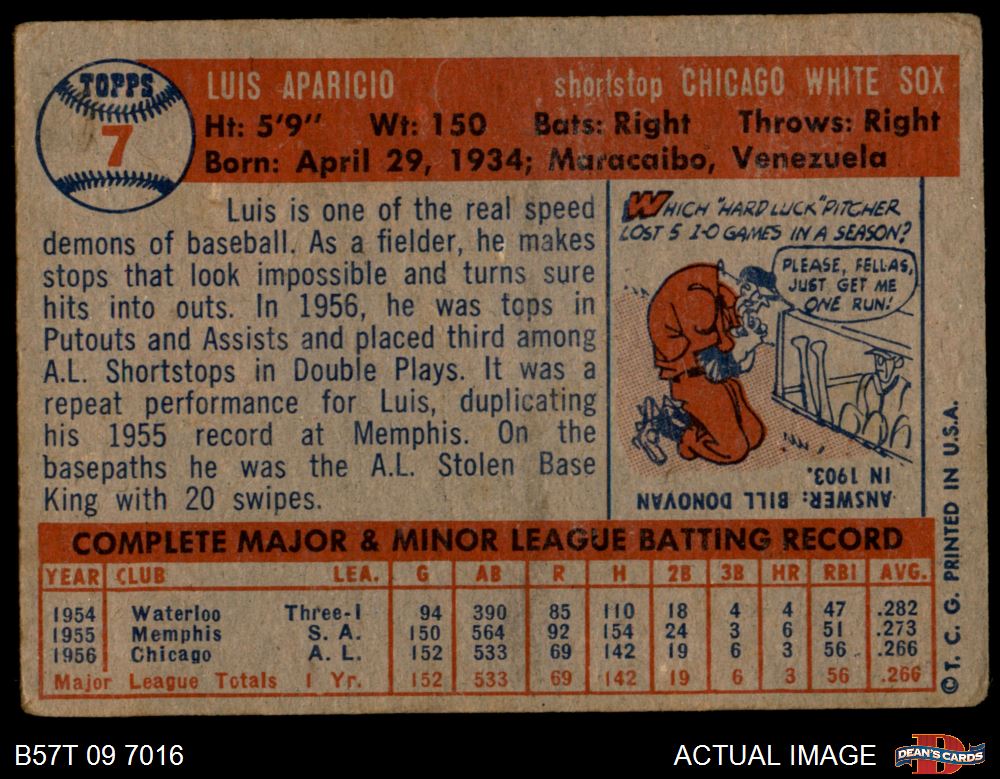 TOPPS
7
LUIS APARICIO shortstop CHICAGO WHITE SOX
Ht: 5'9" Wt: 150 Bats: Right Throws: Right
Born: April 29, 1934; Maracaibo, Venezuela
Luis is one of the real speed
demons of baseball. As a fielder, he makes
stops that look impossible and turns sure
hits into outs. In 1956, he was tops in
Putouts and Assists and placed third among
A.L. Shortstops in Double Plays. It was a
repeat performance for Luis, duplicating
his 1955 record at Memphis. On the
basepaths he was the A.L. Stolen Base
King with 20 swipes.
WHICH "HARD LUCK" PITCHER
LOST 5 1-0 GAMES IN A SEASON?
PLEASE, FELLAS,
JUST GET ME
ONE RUN!
ANSWER: BILL DONOVAN
IN 1903.
COMPLETE MAJOR & MINOR LEAGUE BATTING RECORD
YEAR CLUB LEA. G AB R H 2B 3B HR RBI AVG.
1954 Waterloo Three-I 94 390 85 110 18 4 4 47 .282
1955 Memphis S. A. 150 564 92 154 24 3 6 51 .273
1956 Chicago A. L. 152 533 69 142 19 6 3 56 .266
Major League Totals 1 Yr. 152 533 69 142 19 6 3 56 .266
© T. C. G. PRINTED IN U.S.A.
B57T 09 7016
ACTUAL IMAGE
DEAN'S CARDS